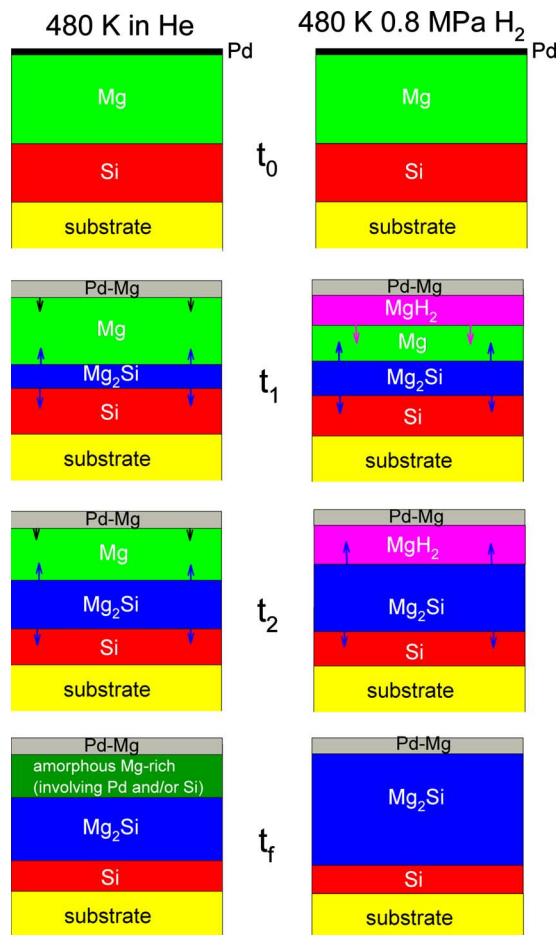 480 K in He
480 K 0.8 MPa H₂
Pd
Pd
Mg
Mg
Si
Si
t₀
substrate
substrate
Pd-Mg
Pd-Mg
MgH₂
Mg
Mg
Mg₂Si
Mg₂Si
t₁
Si
Si
substrate
substrate
Pd-Mg
Pd-Mg
Mg
MgH₂
Mg₂Si
Mg₂Si
t₂
Si
Si
substrate
substrate
Pd-Mg
Pd-Mg
amorphous Mg-rich
(involving Pd and/or Si)
Mg₂Si
Mg₂Si
t_f
Si
Si
substrate
substrate